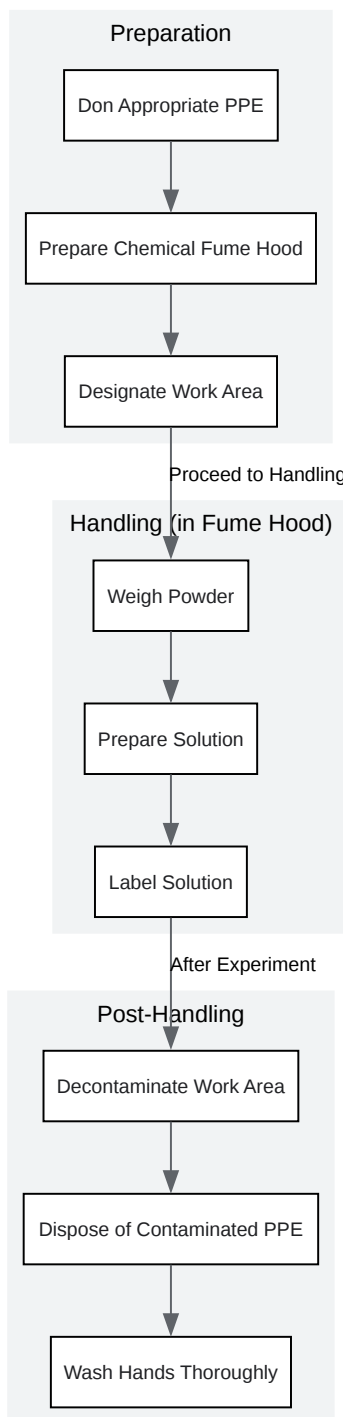 Preparation
Don Appropriate PPE
Prepare Chemical Fume Hood
Designate Work Area
Proceed to Handling
Handling (in Fume Hood)
Weigh Powder
Prepare Solution
Label Solution
After Experiment
Post-Handling
Decontaminate Work Area
Dispose of Contaminated PPE
Wash Hands Thoroughly